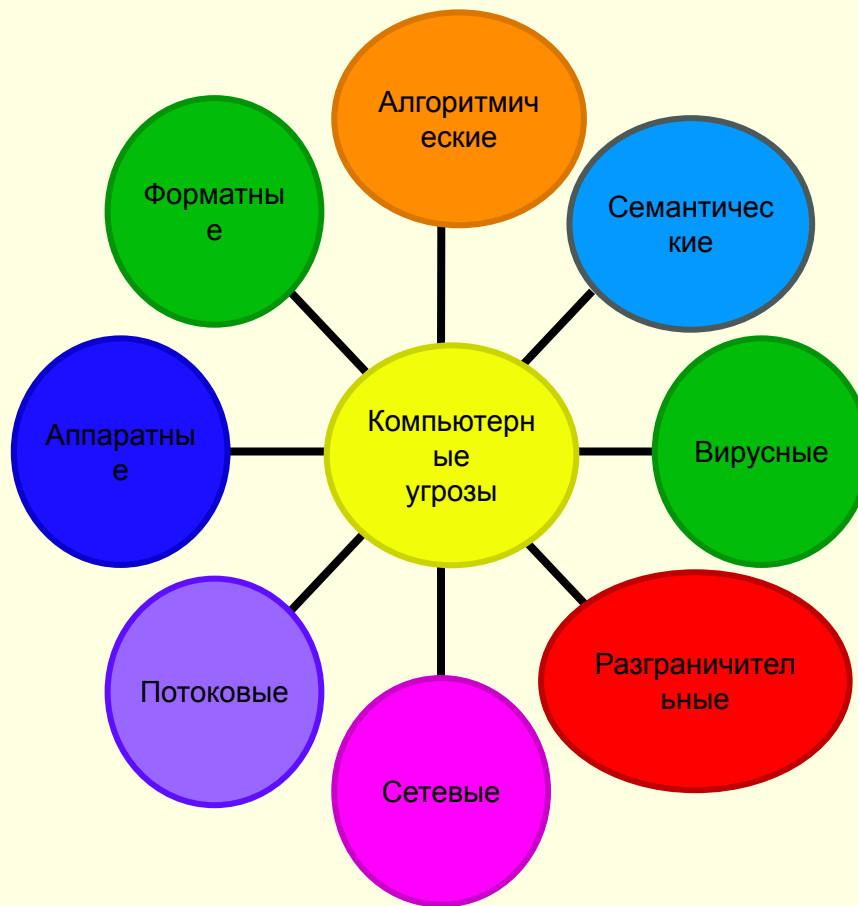 Алгоритмич
еские
Форматны
е
Семантичес
кие
Аппаратны
е
Компьютерн
ые
угрозы
Вирусные
Потоковые
Разграничител
ьные
Сетевые